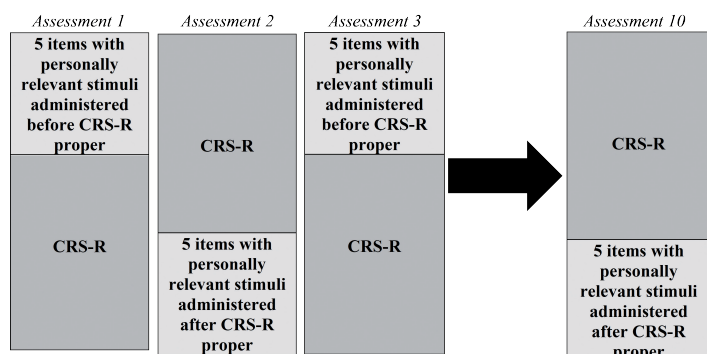 Assessment 1
5 items with
personally
relevant stimuli
administered
before CRS-R
proper
CRS-R
Assessment 2
CRS-R
5 items with
personally
relevant stimuli
administered
after CRS-R
proper
Assessment 3
5 items with
personally
relevant stimuli
administered
before CRS-R
proper
CRS-R
Assessment 10
CRS-R
5 items with
personally
relevant stimuli
administered
after CRS-R
proper